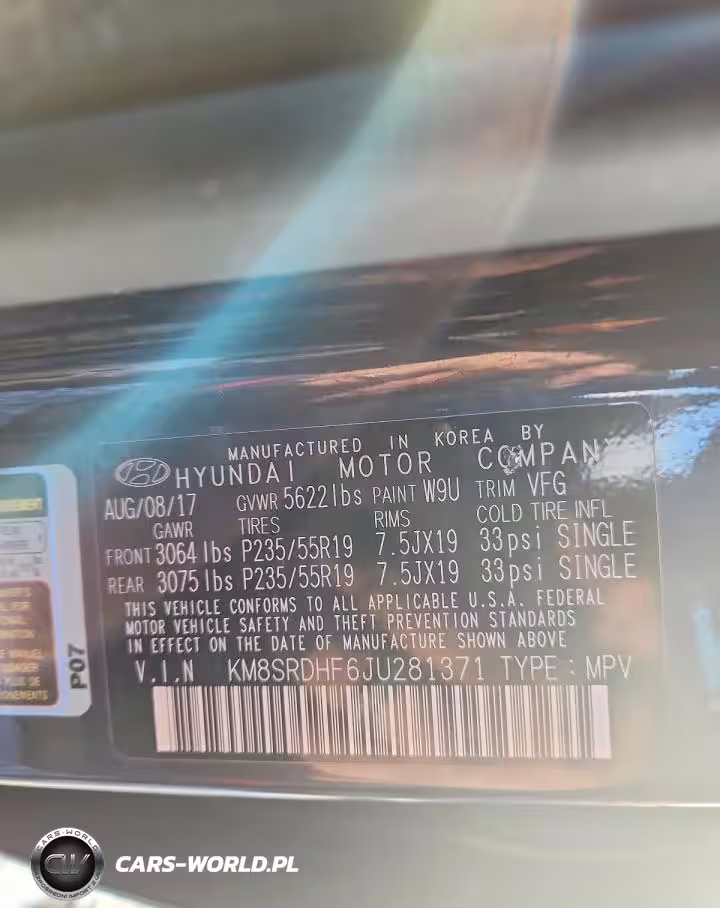 MANUFACTURED IN KOREA BY
HYUNDAI MOTOR COMPANY
AUG/08/17 GVWR 5622lbs PAINT W9U TRIM VFG
GAWR TIRES RIMS COLD TIRE INFL
FRONT 3064 lbs P235/55R19 7.5JX19 33psi SINGLE
REAR 3075 lbs P235/55R19 7.5JX19 33psi SINGLE
THIS VEHICLE CONFORMS TO ALL APPLICABLE U.S.A. FEDERAL
MOTOR VEHICLE SAFETY AND THEFT PREVENTION STANDARDS
IN EFFECT ON THE DATE OF MANUFACTURE SHOWN ABOVE
V.I.N KM8SRDHF6JU281371 TYPE : MPV
P07
CARS-WORLD
CW
CARS-WORLD.PL